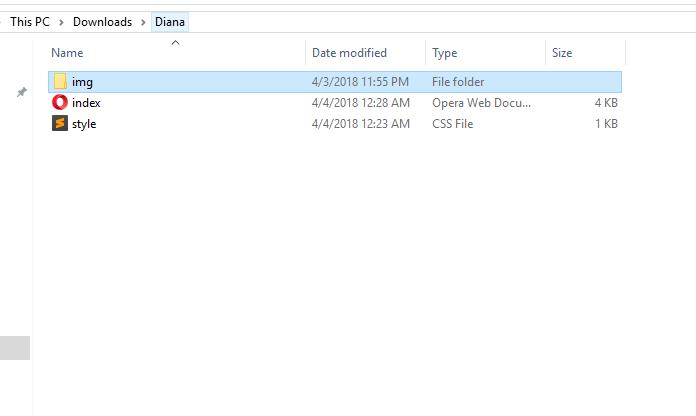 This PC > Downloads > Diana
Name Date modified Type Size
img 4/3/2018 11:55 PM File folder
index 4/4/2018 12:28 AM Opera Web Docu... 4 KB
style 4/4/2018 12:23 AM CSS File 1 KB